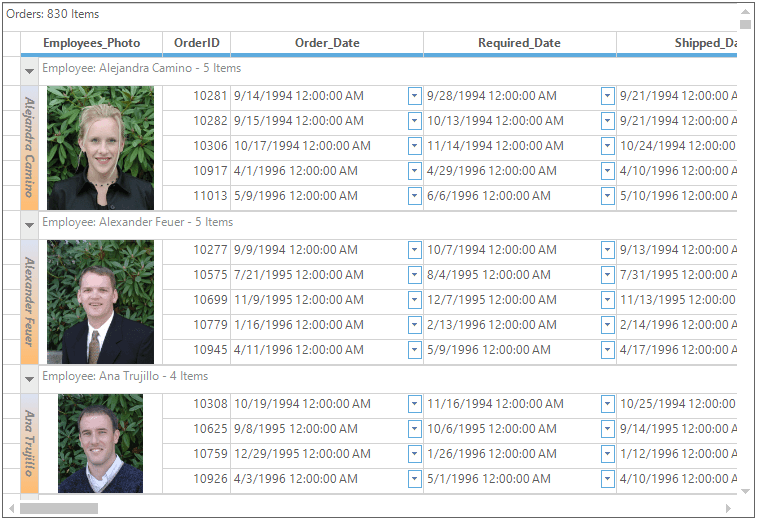 Orders: 830 Items
Employees_Photo OrderID Order_Date Required_Date Shipped_Da
Employee: Alejandra Camino - 5 Items
Alejandra Camino
10281 9/14/1994 12:00:00 AM 9/28/1994 12:00:00 AM 9/21/1994 12:00:00 A
10282 9/15/1994 12:00:00 AM 10/13/1994 12:00:00 AM 9/21/1994 12:00:00 A
10306 10/17/1994 12:00:00 AM 11/14/1994 12:00:00 AM 10/24/1994 12:00:00
10917 4/1/1996 12:00:00 AM 4/29/1996 12:00:00 AM 4/10/1996 12:00:00 A
11013 5/9/1996 12:00:00 AM 6/6/1996 12:00:00 AM 5/10/1996 12:00:00 A
Employee: Alexander Feuer - 5 Items
Alexander Feuer
10277 9/9/1994 12:00:00 AM 10/7/1994 12:00:00 AM 9/13/1994 12:00:00 A
10575 7/21/1995 12:00:00 AM 8/4/1995 12:00:00 AM 7/31/1995 12:00:00 A
10699 11/9/1995 12:00:00 AM 12/7/1995 12:00:00 AM 11/13/1995 12:00:00
10779 1/16/1996 12:00:00 AM 2/13/1996 12:00:00 AM 2/14/1996 12:00:00 A
10945 4/11/1996 12:00:00 AM 5/9/1996 12:00:00 AM 4/17/1996 12:00:00 A
Employee: Ana Trujillo - 4 Items
Ana Trujillo
10308 10/19/1994 12:00:00 AM 11/16/1994 12:00:00 AM 10/25/1994 12:00:00
10625 9/8/1995 12:00:00 AM 10/6/1995 12:00:00 AM 9/14/1995 12:00:00 A
10759 12/29/1995 12:00:00 AM 1/26/1996 12:00:00 AM 1/12/1996 12:00:00 A
10926 4/3/1996 12:00:00 AM 5/1/1996 12:00:00 AM 4/10/1996 12:00:00 A